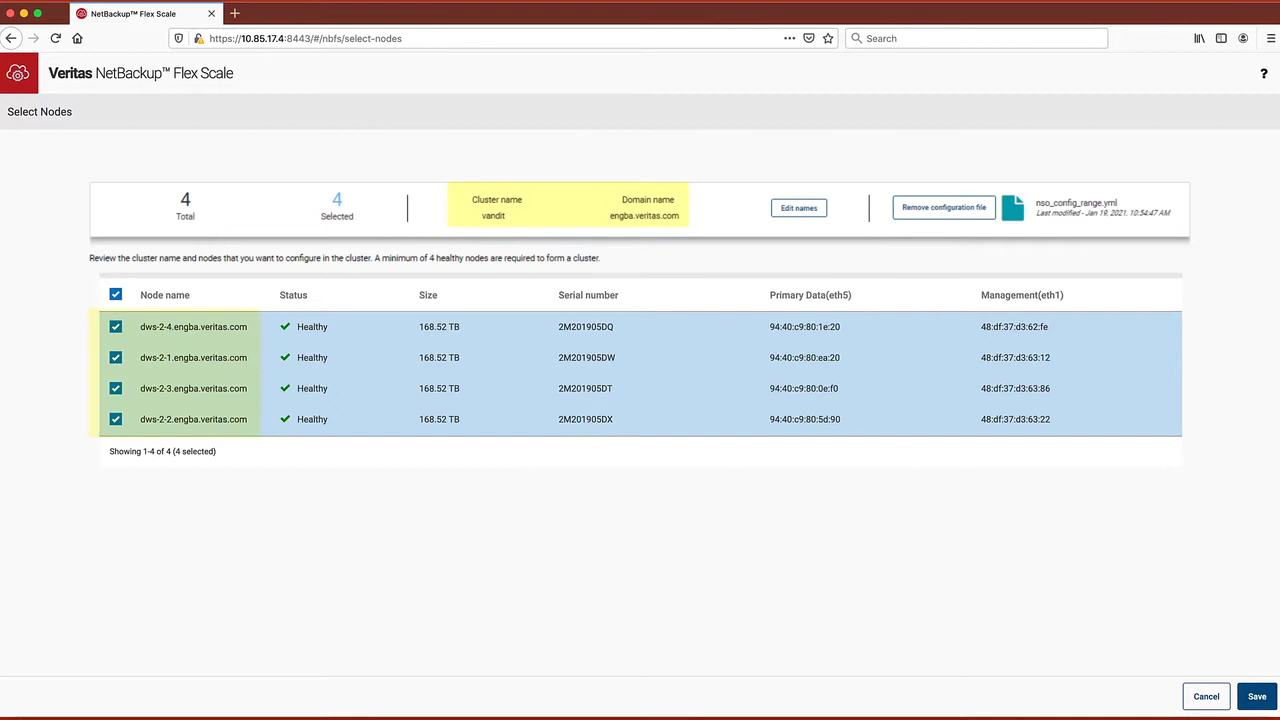 NetBackup™ Flex Scale
https://10.85.17.4:8443/#/nbfs/select-nodes
Search
Veritas NetBackup™ Flex Scale
?
Select Nodes
4
Total
4
Selected
Cluster name
vandit
Domain name
engba.veritas.com
Edit names
Remove configuration file
nso_config_range.yml
Last modified - Jan 19, 2021, 10:54:47 AM
Review the cluster name and nodes that you want to configure in the cluster. A minimum of 4 healthy nodes are required to form a cluster.
Node name Status Size Serial number Primary Data(eth5) Management(eth1)
dws-2-4.engba.veritas.com Healthy 168.52 TB 2M201905DQ 94:40:c9:80:1e:20 48:df:37:d3:62:fe
dws-2-1.engba.veritas.com Healthy 168.52 TB 2M201905DW 94:40:c9:80:ea:20 48:df:37:d3:63:12
dws-2-3.engba.veritas.com Healthy 168.52 TB 2M201905DT 94:40:c9:80:0e:f0 48:df:37:d3:63:86
dws-2-2.engba.veritas.com Healthy 168.52 TB 2M201905DX 94:40:c9:80:5d:90 48:df:37:d3:63:22
Showing 1-4 of 4 (4 selected)
Cancel
Save